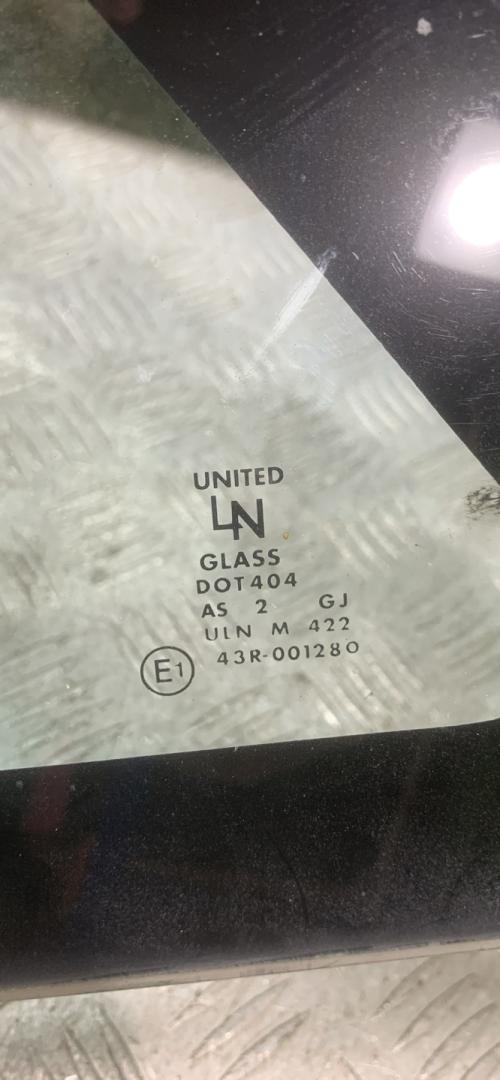 UNITED
LN
GLASS
DOT404
AS 2 GJ
ULN M 422
E1 43R-001280